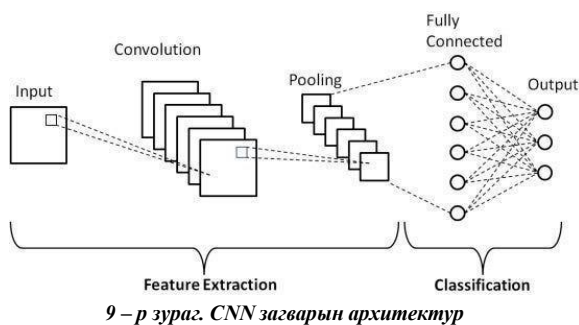 Fully
Connected
Convolution
Pooling
Input
Output
Feature Extraction
Classification
9 – р зураг. CNN загварын архитектур